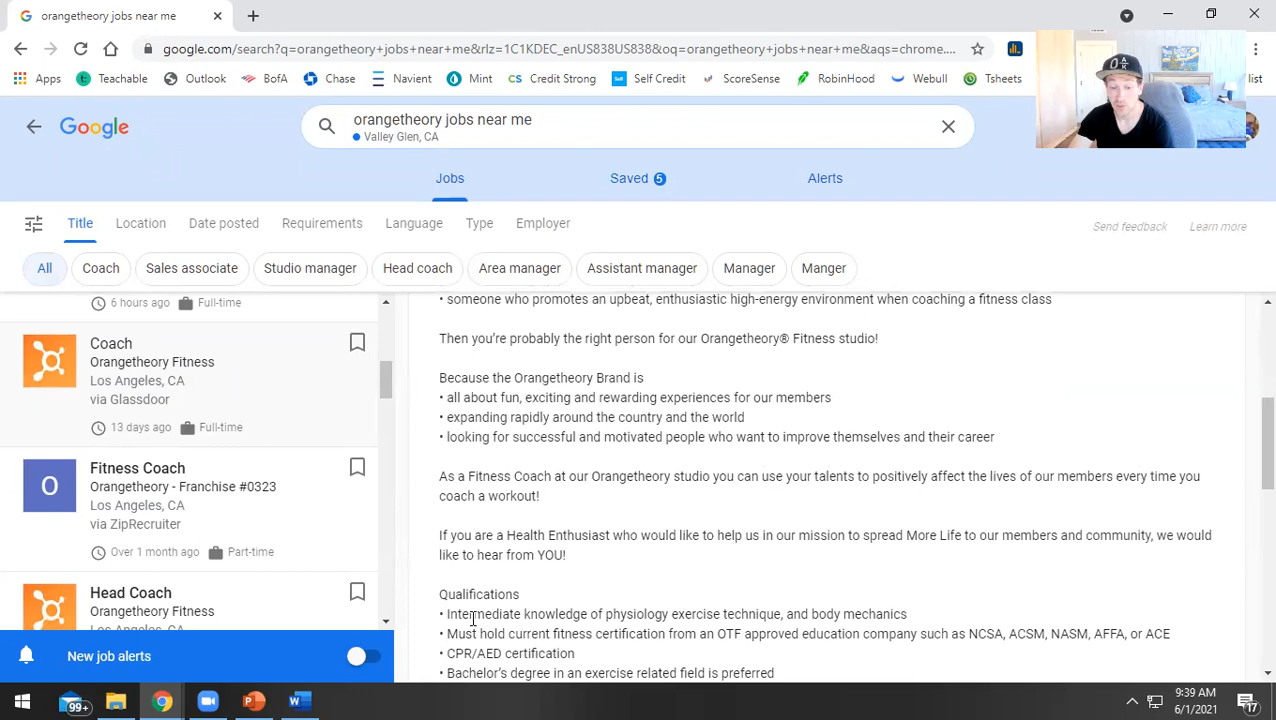 orangetheory jobs near me
google.com/search?q=orangetheory+jobs+near+me&rlz=1C1KDEC_enUS838US838&oq=orangetheory+jobs+near+me&aqs=chrome....
Apps Teachable Outlook BofA Chase Navient Mint CS Credit Strong Self Credit ScoreSense RobinHood Webull Tsheets list
Google
orangetheory jobs near me
Valley Glen, CA
Jobs Saved 5 Alerts
Title Location Date posted Requirements Language Type Employer Send feedback Learn more
All Coach Sales associate Studio manager Head coach Area manager Assistant manager Manager Manger
6 hours ago Full-time
Coach
Orangetheory Fitness
Los Angeles, CA
via Glassdoor
13 days ago Full-time
O
Fitness Coach
Orangetheory - Franchise #0323
Los Angeles, CA
via ZipRecruiter
Over 1 month ago Part-time
Head Coach
Orangetheory Fitness
New job alerts
• someone who promotes an upbeat, enthusiastic high-energy environment when coaching a fitness class
Then you're probably the right person for our Orangetheory® Fitness studio!
Because the Orangetheory Brand is
• all about fun, exciting and rewarding experiences for our members
• expanding rapidly around the country and the world
• looking for successful and motivated people who want to improve themselves and their career
As a Fitness Coach at our Orangetheory studio you can use your talents to positively affect the lives of our members every time you
coach a workout!
If you are a Health Enthusiast who would like to help us in our mission to spread More Life to our members and community, we would
like to hear from YOU!
Qualifications
• Intermediate knowledge of physiology exercise technique, and body mechanics
• Must hold current fitness certification from an OTF approved education company such as NCSA, ACSM, NASM, AFFA, or ACE
• CPR/AED certification
• Bachelor's degree in an exercise related field is preferred
99+
9:39 AM
6/1/2021
17